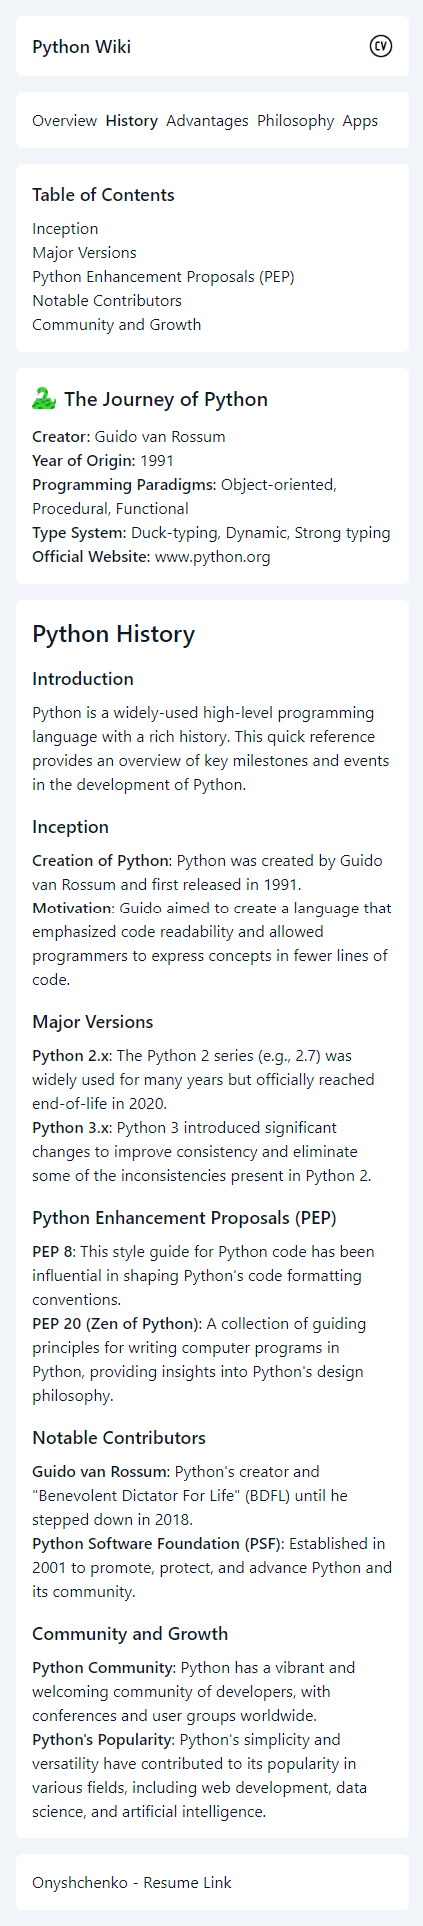 Python Wiki
CV
Overview History Advantages Philosophy Apps
Table of Contents
Inception
Major Versions
Python Enhancement Proposals (PEP)
Notable Contributors
Community and Growth
The Journey of Python
Creator: Guido van Rossum
Year of Origin: 1991
Programming Paradigms: Object-oriented,
Procedural, Functional
Type System: Duck-typing, Dynamic, Strong typing
Official Website: www.python.org
Python History
Introduction
Python is a widely-used high-level programming
language with a rich history. This quick reference
provides an overview of key milestones and events
in the development of Python.
Inception
Creation of Python: Python was created by Guido
van Rossum and first released in 1991.
Motivation: Guido aimed to create a language that
emphasized code readability and allowed
programmers to express concepts in fewer lines of
code.
Major Versions
Python 2.x: The Python 2 series (e.g., 2.7) was
widely used for many years but officially reached
end-of-life in 2020.
Python 3.x: Python 3 introduced significant
changes to improve consistency and eliminate
some of the inconsistencies present in Python 2.
Python Enhancement Proposals (PEP)
PEP 8: This style guide for Python code has been
influential in shaping Python's code formatting
conventions.
PEP 20 (Zen of Python): A collection of guiding
principles for writing computer programs in
Python, providing insights into Python's design
philosophy.
Notable Contributors
Guido van Rossum: Python's creator and
"Benevolent Dictator For Life" (BDFL) until he
stepped down in 2018.
Python Software Foundation (PSF): Established in
2001 to promote, protect, and advance Python and
its community.
Community and Growth
Python Community: Python has a vibrant and
welcoming community of developers, with
conferences and user groups worldwide.
Python's Popularity: Python's simplicity and
versatility have contributed to its popularity in
various fields, including web development, data
science, and artificial intelligence.
Onyshchenko - Resume Link